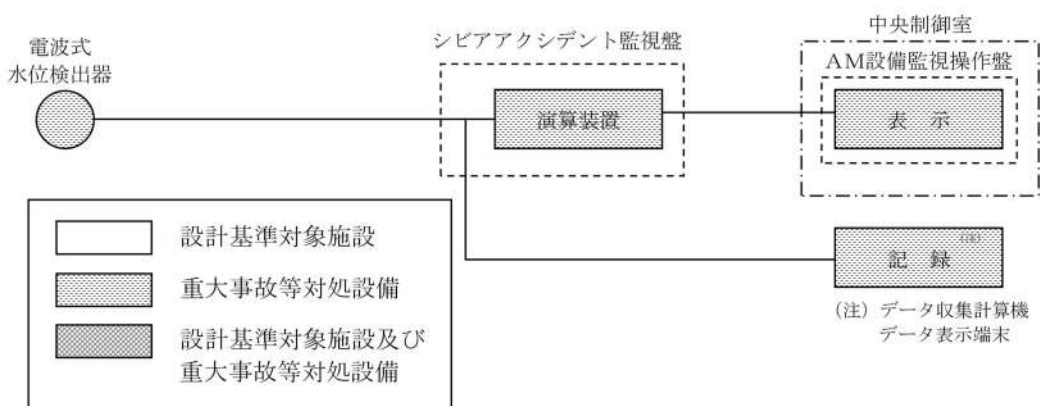 電波式
水位検出器
シビアアクシデント監視盤
演算装置
中央制御室
AM設備監視操作盤
表 示
記 録 (注)
(注) データ収集計算機
データ表示端末
設計基準対象施設
重大事故等対処設備
設計基準対象施設及び
重大事故等対処設備